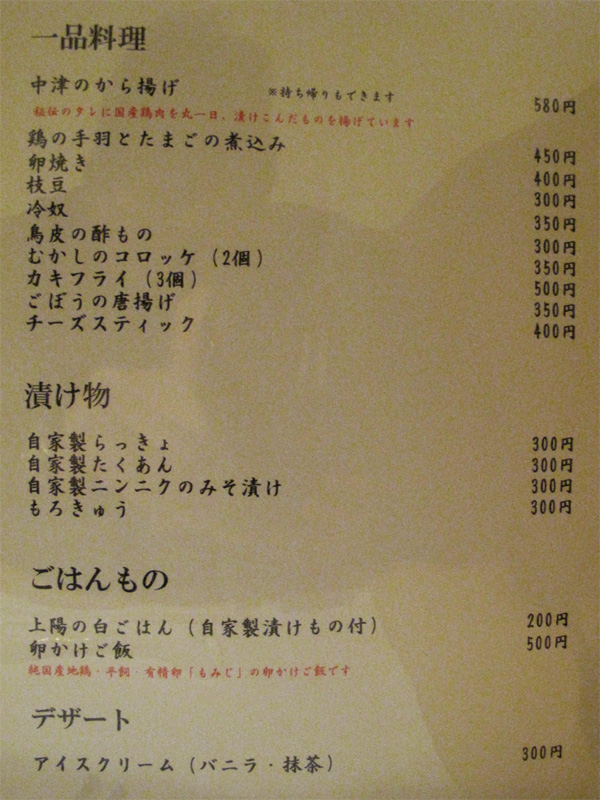 一品料理
中津のから揚げ ※持ち帰りもできます 580円
秘伝のタレに国産鶏肉を丸一日、漬けこんだものを揚げています
鶏の手羽とたまごの煮込み 450円
卵焼き 400円
枝豆 300円
冷奴 350円
鳥皮の酢もの 300円
むかしのコロッケ（2個） 350円
カキフライ（3個） 500円
ごぼうの唐揚げ 350円
チーズスティック 400円
漬け物
自家製らっきょ 300円
自家製たくあん 300円
自家製ニンニクのみそ漬け 300円
もろきゅう 300円
ごはんもの
上陽の白ごはん（自家製漬けもの付） 200円
卵かけご飯 500円
純国産地鶏・平飼・有精卵「もみじ」の卵かけご飯です
デザート
アイスクリーム（バニラ・抹茶） 300円